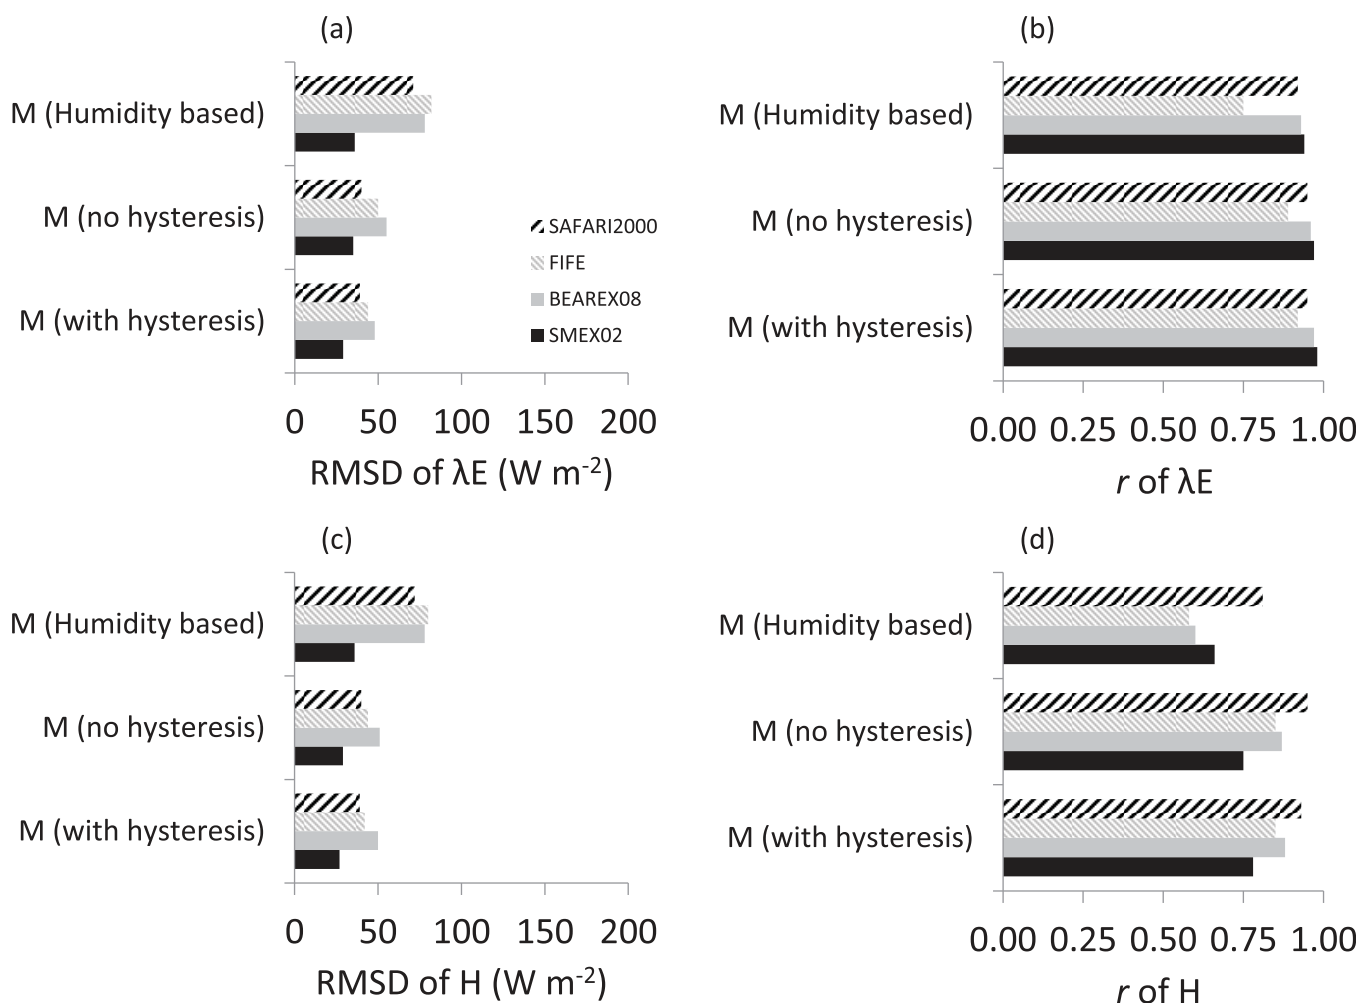 (a)
M (Humidity based)
M (no hysteresis)
M (with hysteresis)
SAFARI2000
FIFE
BEAREX08
SMEX02
0 50 100 150 200
RMSD of λE (W m-2)
(b)
M (Humidity based)
M (no hysteresis)
M (with hysteresis)
0.00 0.25 0.50 0.75 1.00
r of λE
(c)
M (Humidity based)
M (no hysteresis)
M (with hysteresis)
0 50 100 150 200
RMSD of H (W m-2)
(d)
M (Humidity based)
M (no hysteresis)
M (with hysteresis)
0.00 0.25 0.50 0.75 1.00
r of H